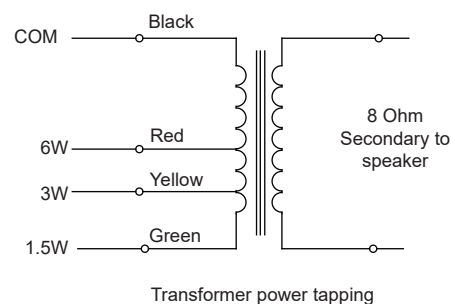 COM Black
6W Red
3W Yellow
1.5W Green
8 Ohm
Secondary to
speaker
Transformer power tapping